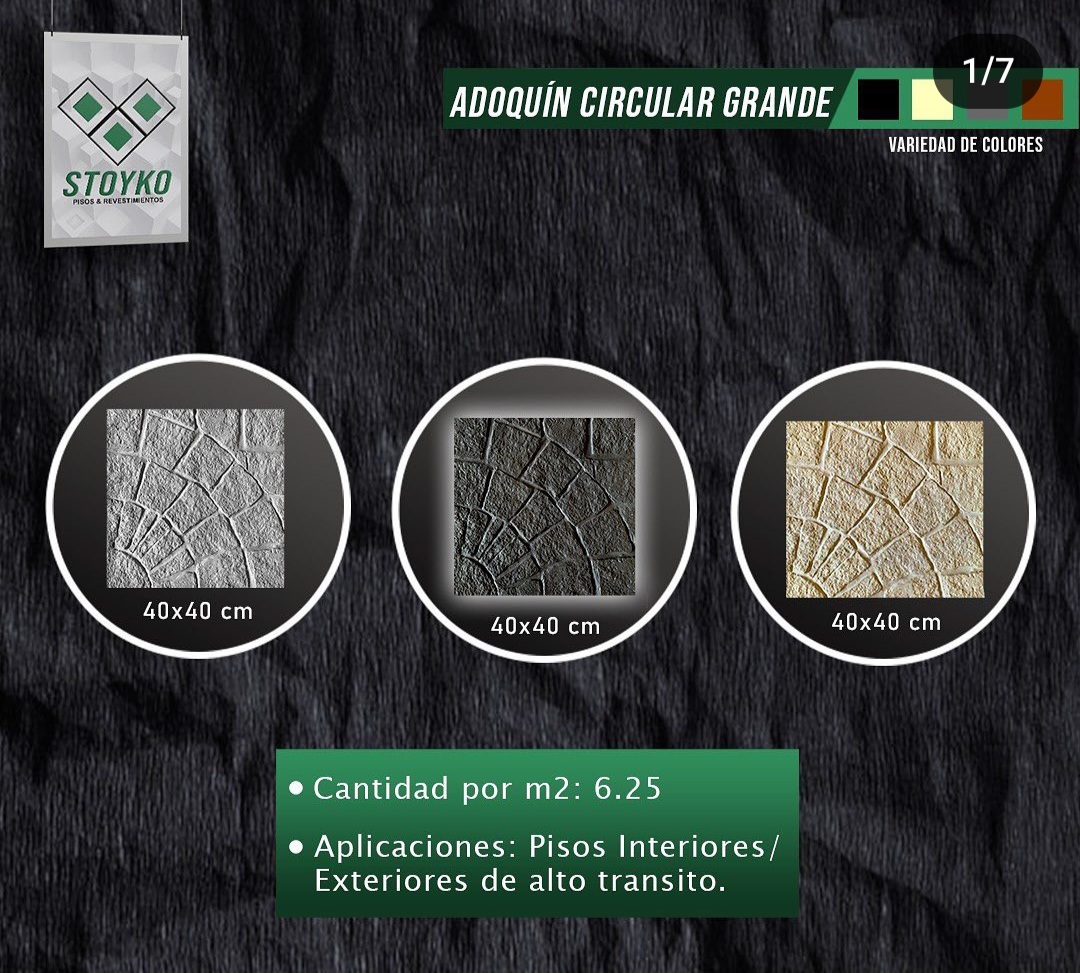 1/7
ADOQUÍN CIRCULAR GRANDE
VARIEDAD DE COLORES
STOYKO
PISOS & REVESTIMIENTOS
40x40 cm
40x40 cm
40x40 cm
• Cantidad por m2: 6.25
• Aplicaciones: Pisos Interiores/
Exteriores de alto transito.